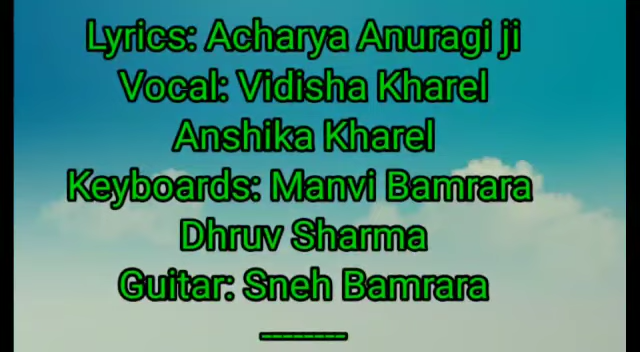 Lyrics: Acharya Anuragi ji
Vocal: Vidisha Kharel
Anshika Kharel
Keyboards: Manvi Bamrara
Dhruv Sharma
Guitar: Sneh Bamrara
--------